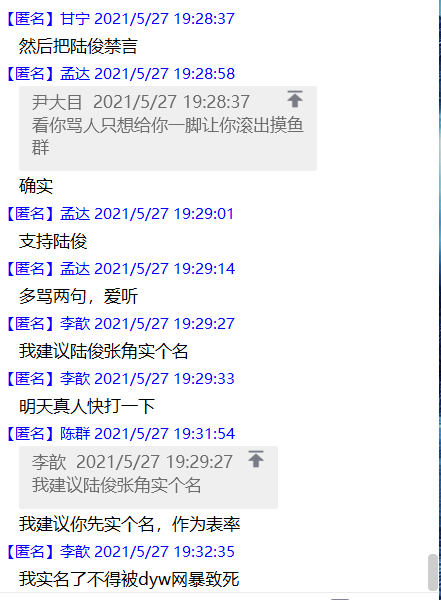 【匿名】甘宁 2021/5/27 19:28:37
然后把陆俊禁言
【匿名】孟达 2021/5/27 19:28:58
尹大目 2021/5/27 19:28:37
看你骂人只想给你一脚让你滚出摸鱼
群
确实
【匿名】孟达 2021/5/27 19:29:01
支持陆俊
【匿名】孟达 2021/5/27 19:29:14
多骂两句，爱听
【匿名】李歆 2021/5/27 19:29:27
我建议陆俊张角实个名
【匿名】李歆 2021/5/27 19:29:33
明天真人快打一下
【匿名】陈群 2021/5/27 19:31:54
李歆 2021/5/27 19:29:27
我建议陆俊张角实个名
我建议你先实个名，作为表率
【匿名】李歆 2021/5/27 19:32:35
我实名了不得被dyw网暴致死